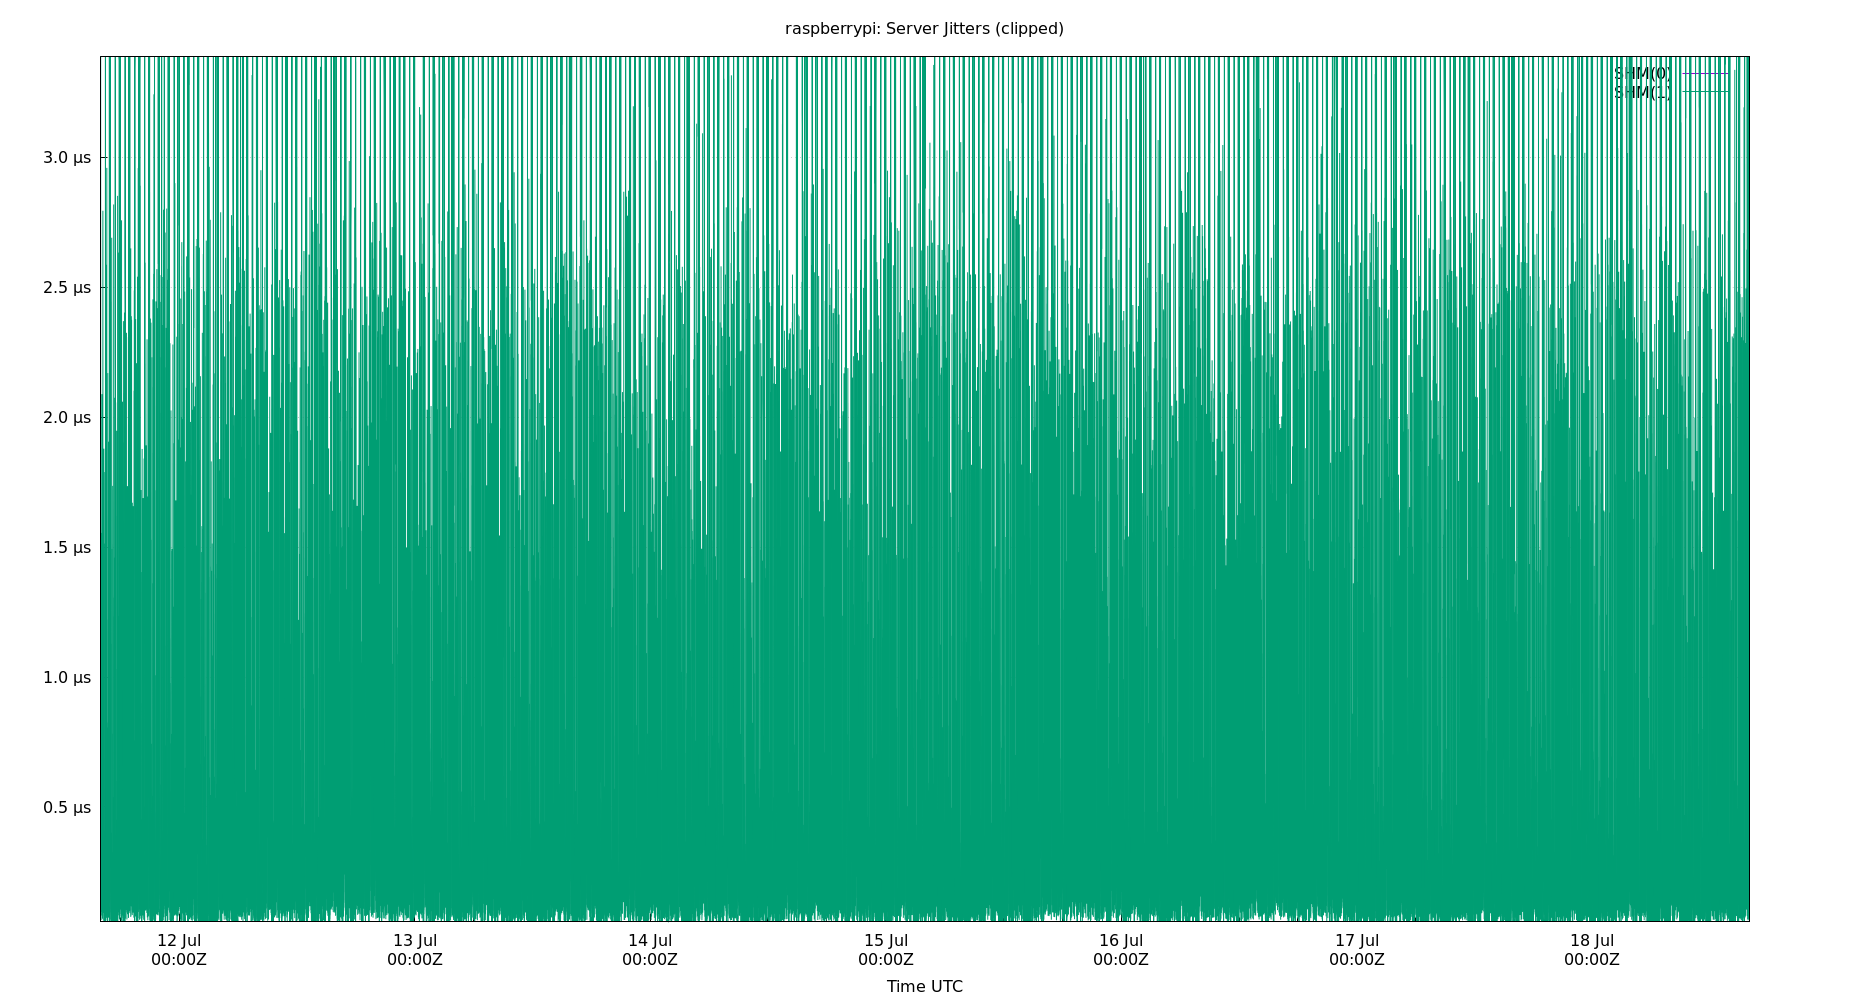 raspberrypi: Server Jitters (clipped)
SHM(0)
SHM(1)
3.0 µs
2.5 µs
2.0 µs
1.5 µs
1.0 µs
0.5 µs
12 Jul 13 Jul 14 Jul 15 Jul 16 Jul 17 Jul 18 Jul
00:00Z 00:00Z 00:00Z 00:00Z 00:00Z 00:00Z 00:00Z
Time UTC